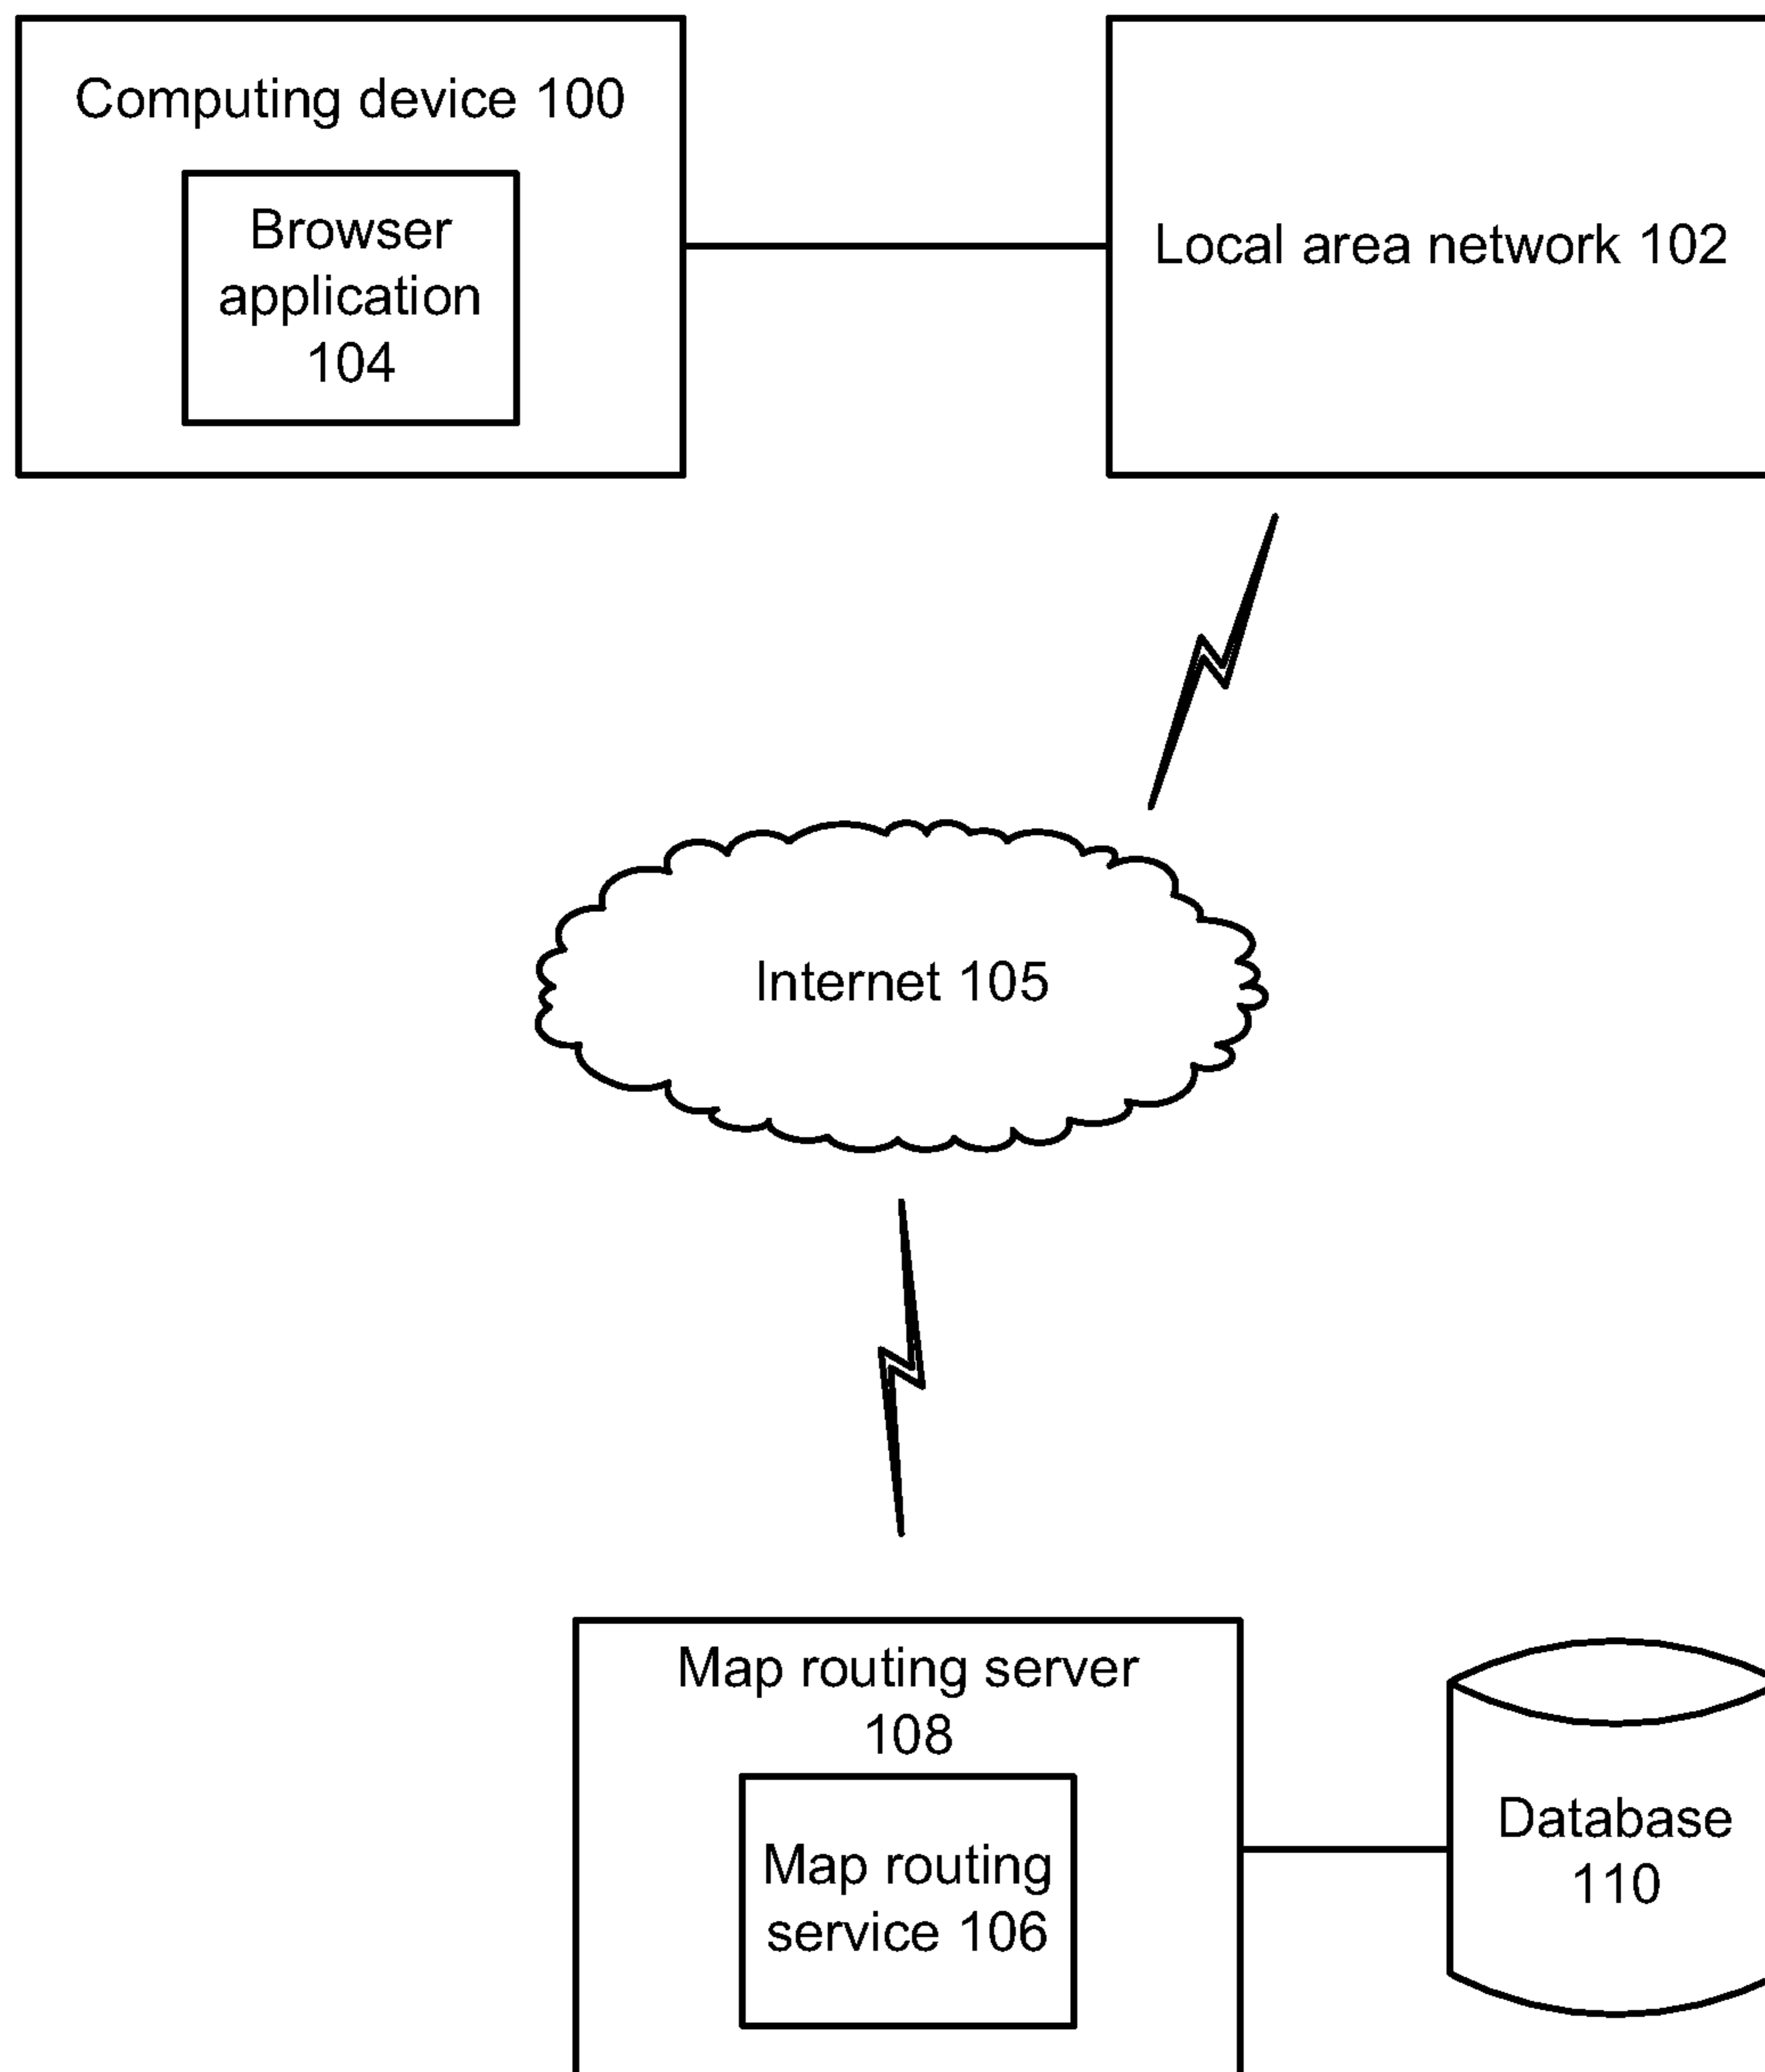 Computing device 100
Browser
application
104
Local area network 102
Internet 105
Map routing server
108
Map routing
service 106
Database
110